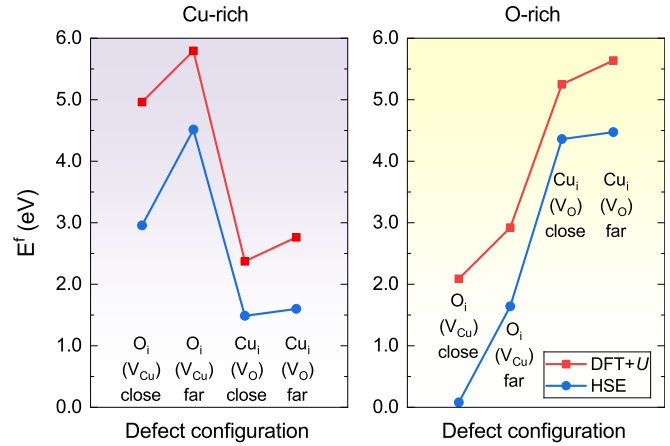 Cu-rich
O-rich
E^f (eV)
6.0
5.0
4.0
3.0
2.0
1.0
0.0
O_i
(V_Cu)
close
O_i
(V_Cu)
far
Cu_i
(V_O)
close
Cu_i
(V_O)
far
Defect configuration
6.0
5.0
4.0
3.0
2.0
1.0
0.0
O_i
(V_Cu)
close
O_i
(V_Cu)
far
Cu_i
(V_O)
close
Cu_i
(V_O)
far
DFT+U
HSE
Defect configuration